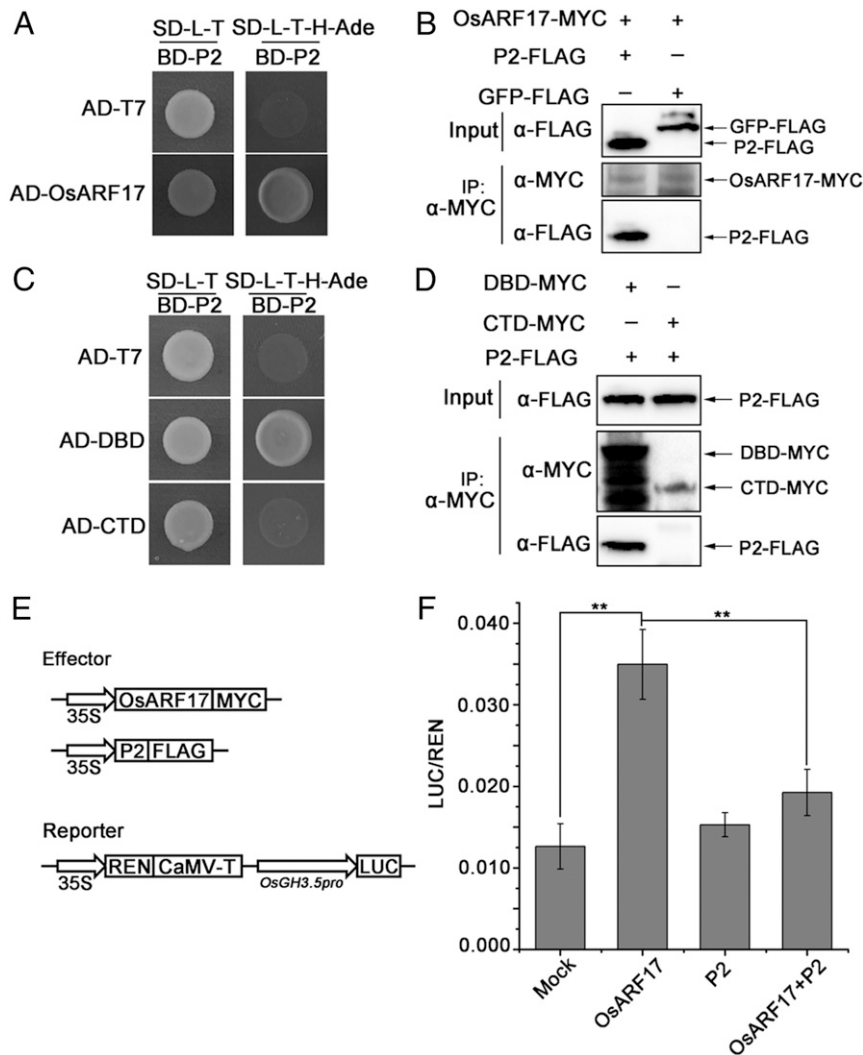 A
SD-L-T SD-L-T-H-Ade
BD-P2 BD-P2
AD-T7
AD-OsARF17
B
OsARF17-MYC + +
P2-FLAG + −
GFP-FLAG − +
Input α-FLAG GFP-FLAG
P2-FLAG
IP: α-MYC
α-MYC OsARF17-MYC
α-FLAG P2-FLAG
C
SD-L-T SD-L-T-H-Ade
BD-P2 BD-P2
AD-T7
AD-DBD
AD-CTD
D
DBD-MYC + −
CTD-MYC − +
P2-FLAG + +
Input α-FLAG P2-FLAG
IP: α-MYC
α-MYC DBD-MYC
CTD-MYC
α-FLAG P2-FLAG
E
Effector
35S OsARF17 MYC
35S P2 FLAG
Reporter
35S REN CaMV-T OsGH3.5pro LUC
F
LUC/REN
0.040
0.030
0.020
0.010
0.000
** **
Mock OsARF17 P2 OsARF17+P2